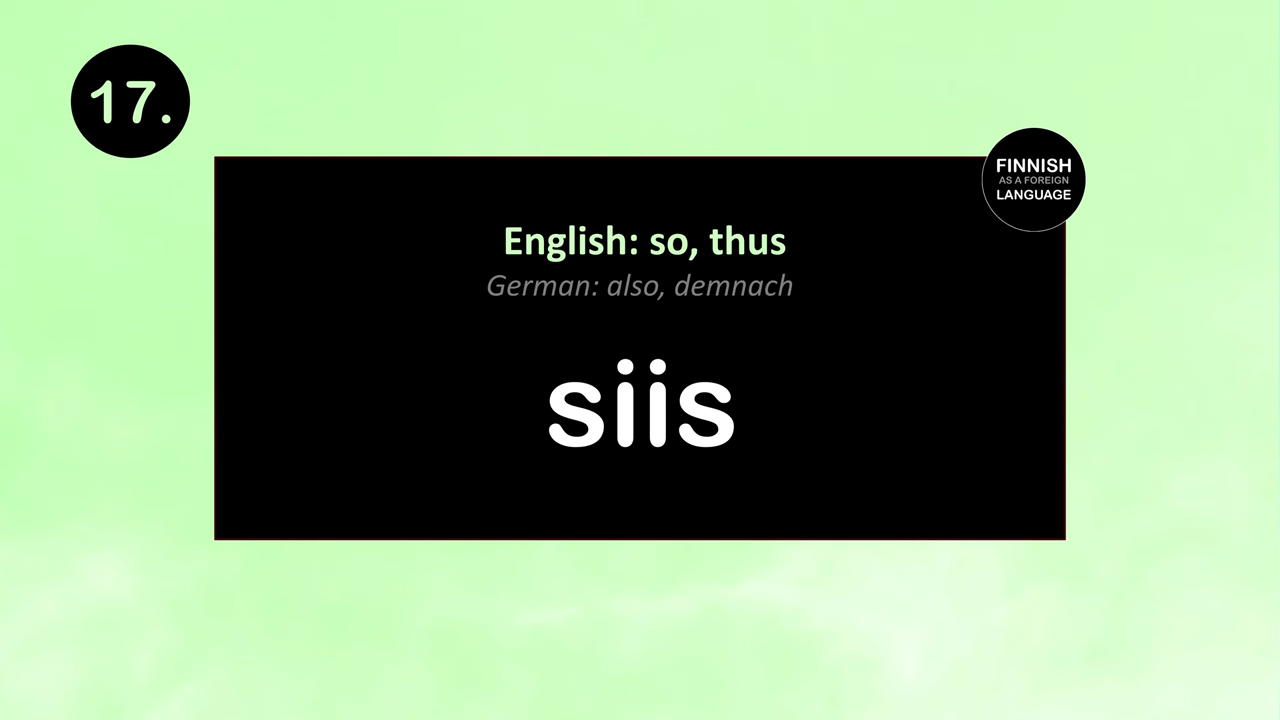 17.
FINNISH
AS A FOREIGN
LANGUAGE
English: so, thus
German: also, demnach
siis